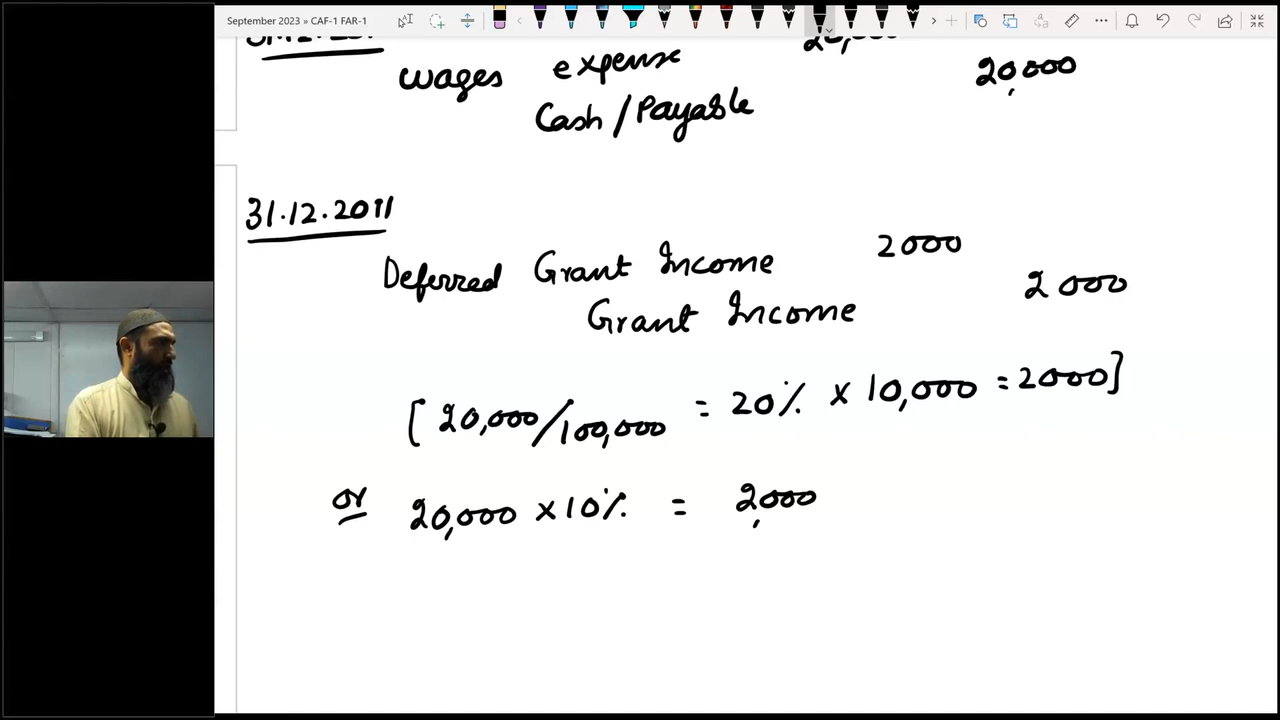 September 2023 » CAF-1 FAR-1
wages expense 20,000
Cash/Payable
31.12.2011
Deferred Grant Income 2000
Grant Income 2000
[20,000/100,000 = 20% × 10,000 = 2000]
or 20,000 × 10% = 2,000